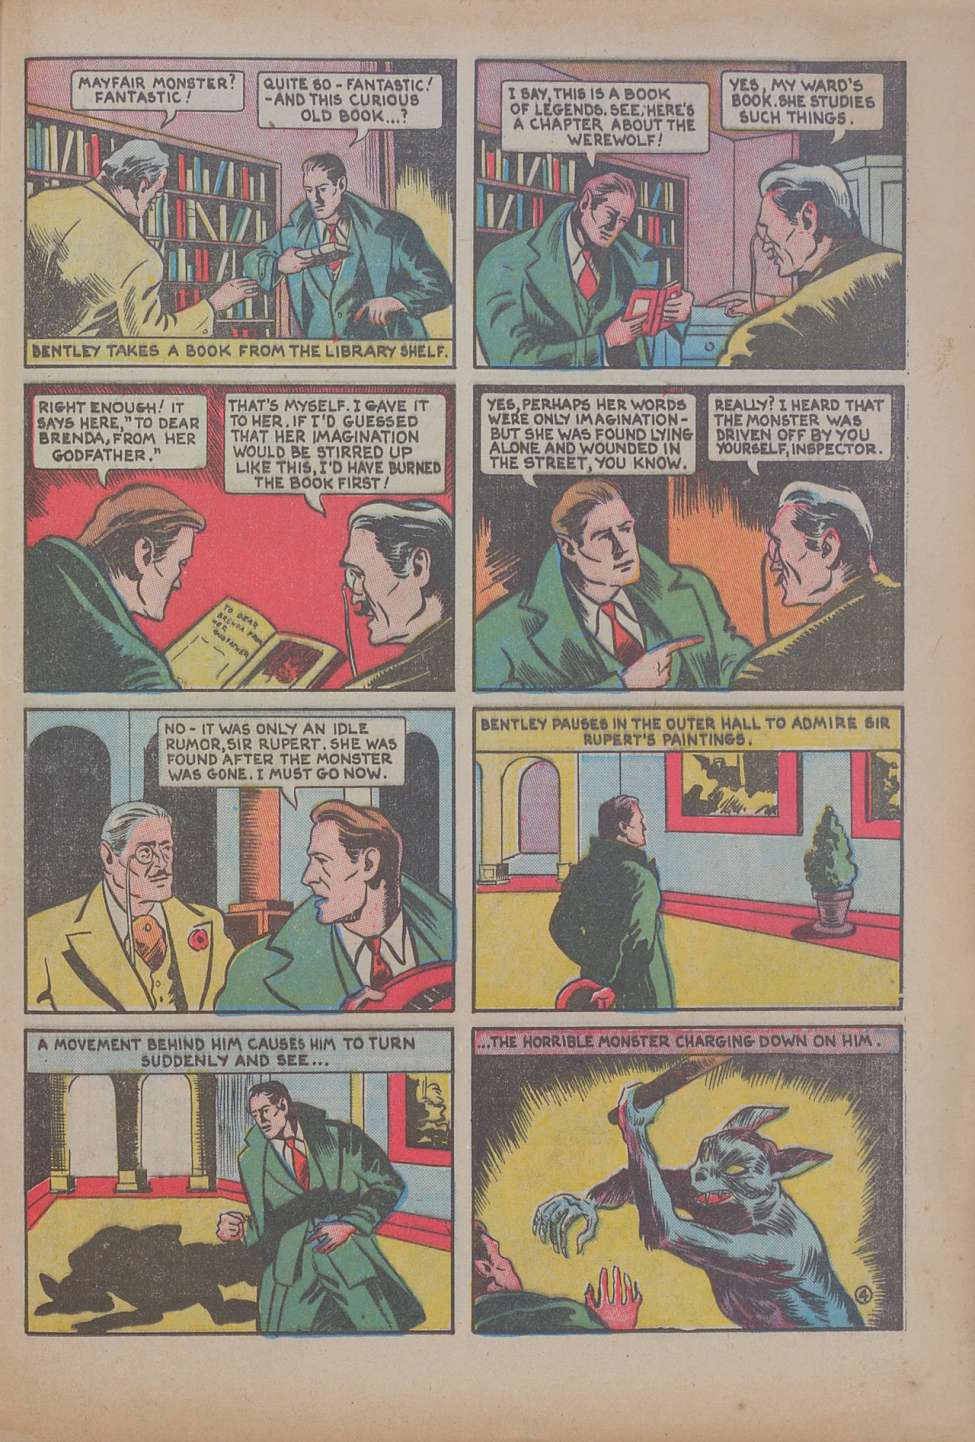 MAYFAIR MONSTER?
FANTASTIC!
QUITE SO - FANTASTIC!
-AND THIS CURIOUS
OLD BOOK...?
BENTLEY TAKES A BOOK FROM THE LIBRARY SHELF.
I SAY, THIS IS A BOOK
OF LEGENDS. SEE, HERE'S
A CHAPTER ABOUT THE
WEREWOLF!
YES, MY WARD'S
BOOK. SHE STUDIES
SUCH THINGS.
RIGHT ENOUGH! IT
SAYS HERE, "TO DEAR
BRENDA, FROM HER
GODFATHER."
THAT'S MYSELF. I GAVE IT
TO HER. IF I'D GUESSED
THAT HER IMAGINATION
WOULD BE STIRRED UP
LIKE THIS, I'D HAVE BURNED
THE BOOK FIRST!
TO DEAR
BRENDA FROM
HER
GODFATHER
YES, PERHAPS HER WORDS
WERE ONLY IMAGINATION-
BUT SHE WAS FOUND LYING
ALONE AND WOUNDED IN
THE STREET, YOU KNOW.
REALLY? I HEARD THAT
THE MONSTER WAS
DRIVEN OFF BY YOU
YOURSELF, INSPECTOR.
NO - IT WAS ONLY AN IDLE
RUMOR, SIR RUPERT. SHE WAS
FOUND AFTER THE MONSTER
WAS GONE. I MUST GO NOW.
BENTLEY PAUSES IN THE OUTER HALL TO ADMIRE SIR
RUPERT'S PAINTINGS.
A MOVEMENT BEHIND HIM CAUSES HIM TO TURN
SUDDENLY AND SEE...
...THE HORRIBLE MONSTER CHARGING DOWN ON HIM.
4